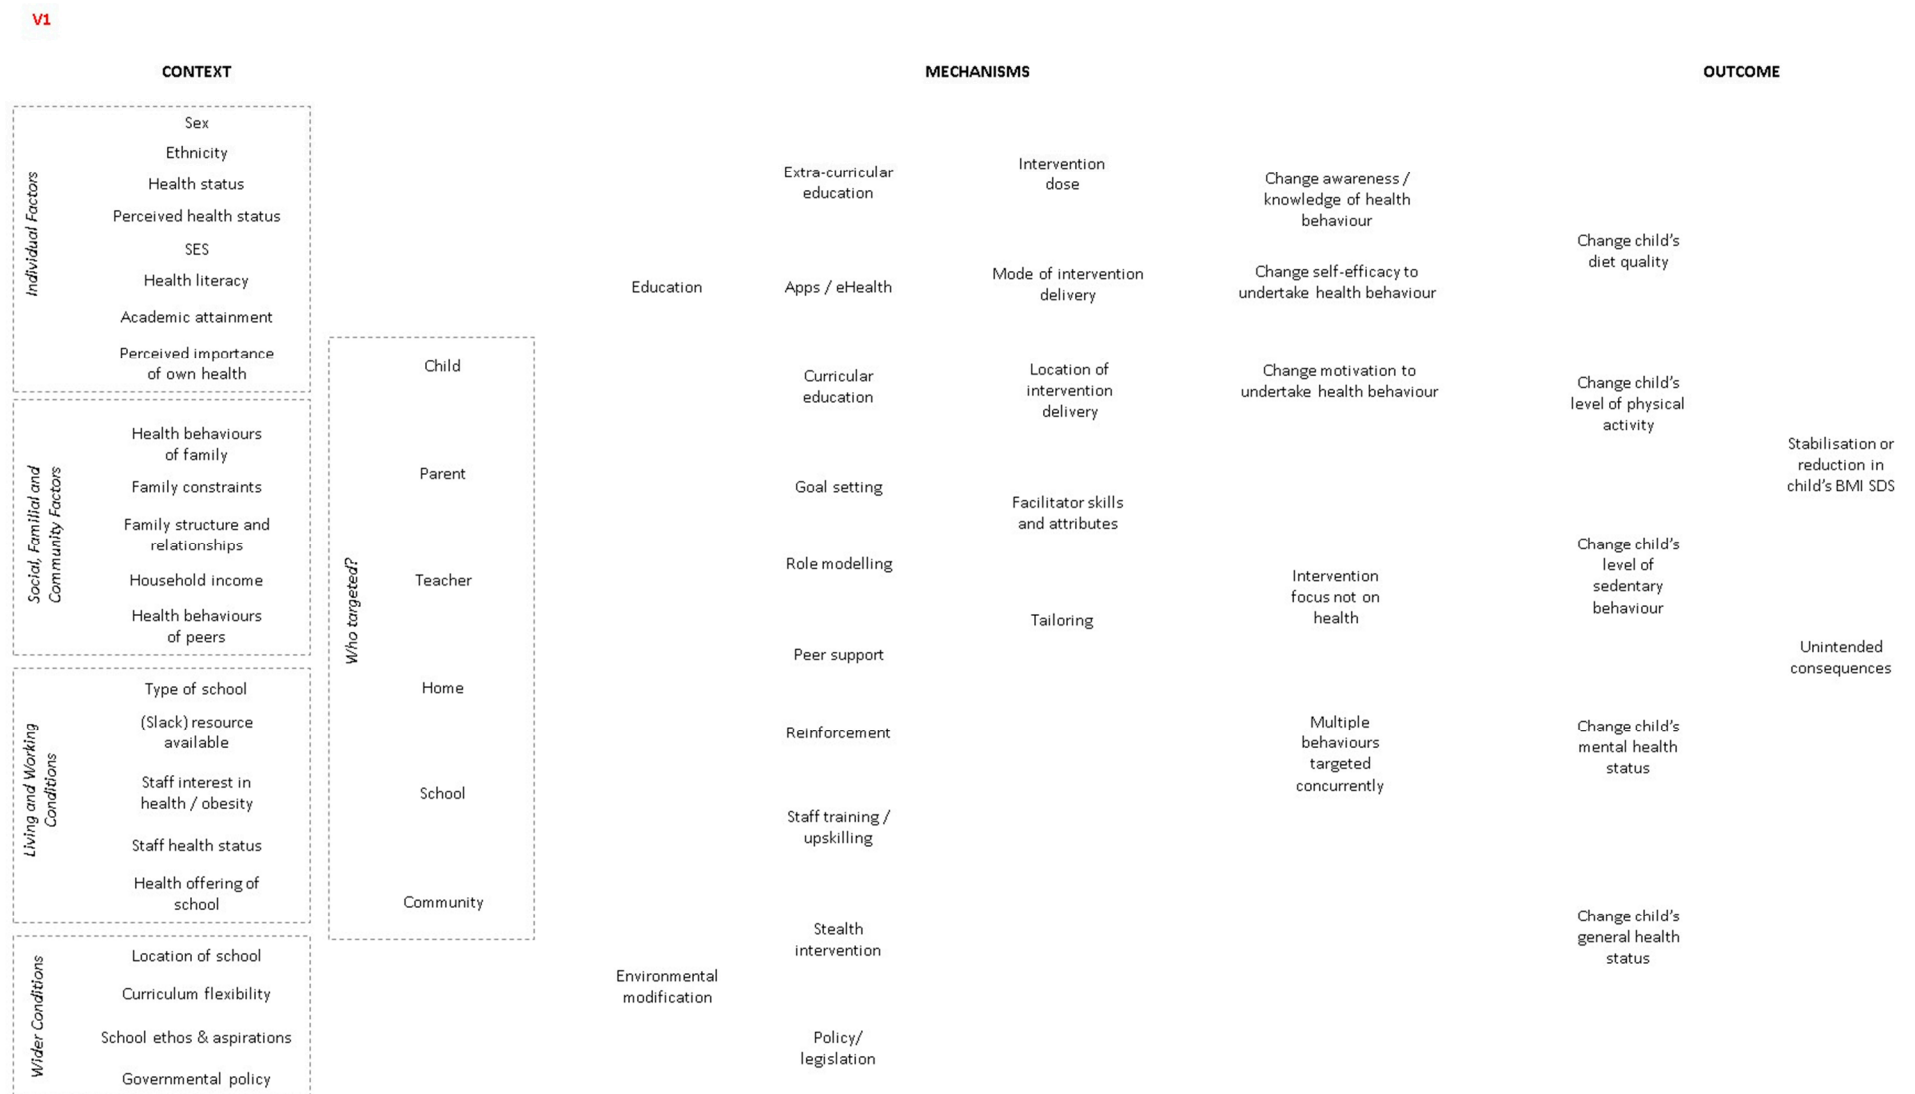 V1
CONTEXT
MECHANISMS
OUTCOME
Individual Factors
Sex
Ethnicity
Health status
Perceived health status
SES
Health literacy
Academic attainment
Perceived importance
of own health
Social, Familial and
Community Factors
Health behaviours
of family
Family constraints
Family structure and
relationships
Household income
Health behaviours
of peers
Living and Working
Conditions
Type of school
(Slack) resource
available
Staff interest in
health / obesity
Staff health status
Health offering of
school
Wider Conditions
Location of school
Curriculum flexibility
School ethos & aspirations
Governmental policy
Who targeted?
Child
Parent
Teacher
Home
School
Community
Education
Environmental
modification
Extra-curricular
education
Apps / eHealth
Curricular
education
Goal setting
Role modelling
Peer support
Reinforcement
Staff training /
upskilling
Stealth
intervention
Policy/
legislation
Intervention
dose
Mode of intervention
delivery
Location of
intervention
delivery
Facilitator skills
and attributes
Tailoring
Change awareness /
knowledge of health
behaviour
Change self-efficacy to
undertake health behaviour
Change motivation to
undertake health behaviour
Intervention
focus not on
health
Multiple
behaviours
targeted
concurrently
Change child's
diet quality
Change child's
level of physical
activity
Change child's
level of
sedentary
behaviour
Change child's
mental health
status
Change child's
general health
status
Stabilisation or
reduction in
child's BMI SDS
Unintended
consequences